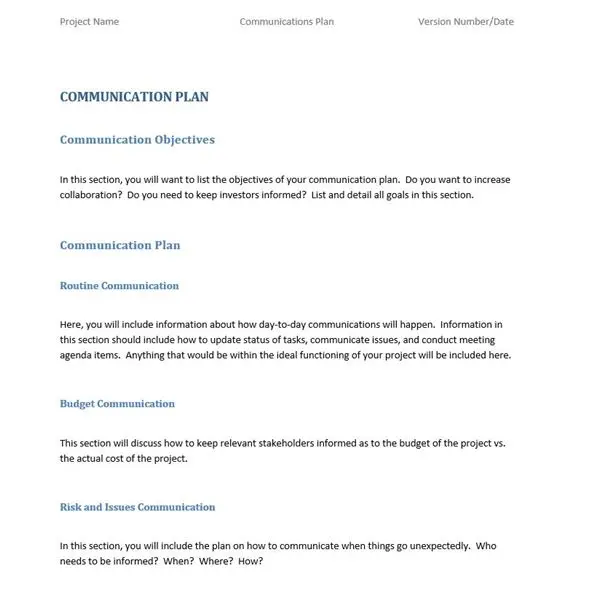 Project Name Communications Plan Version Number/Date
COMMUNICATION PLAN
Communication Objectives
In this section, you will want to list the objectives of your communication plan.  Do you want to increase
collaboration?  Do you need to keep investors informed?  List and detail all goals in this section.
Communication Plan
Routine Communication
Here, you will include information about how day-to-day communications will happen.  Information in
this section should include how to update status of tasks, communicate issues, and conduct meeting
agenda items.  Anything that would be within the ideal functioning of your project will be included here.
Budget Communication
This section will discuss how to keep relevant stakeholders informed as to the budget of the project vs.
the actual cost of the project.
Risk and Issues Communication
In this section, you will include the plan on how to communicate when things go unexpectedly.  Who
needs to be informed?  When?  Where?  How?